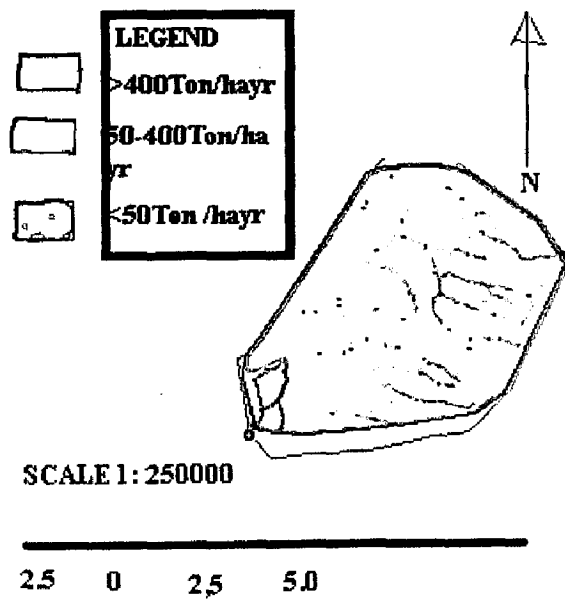 LEGEND
>400Ton/hayr
50-400Ton/ha
yr
<50Ton /hayr
N
SCALE 1: 250000
2.5 0 2,5 5.0